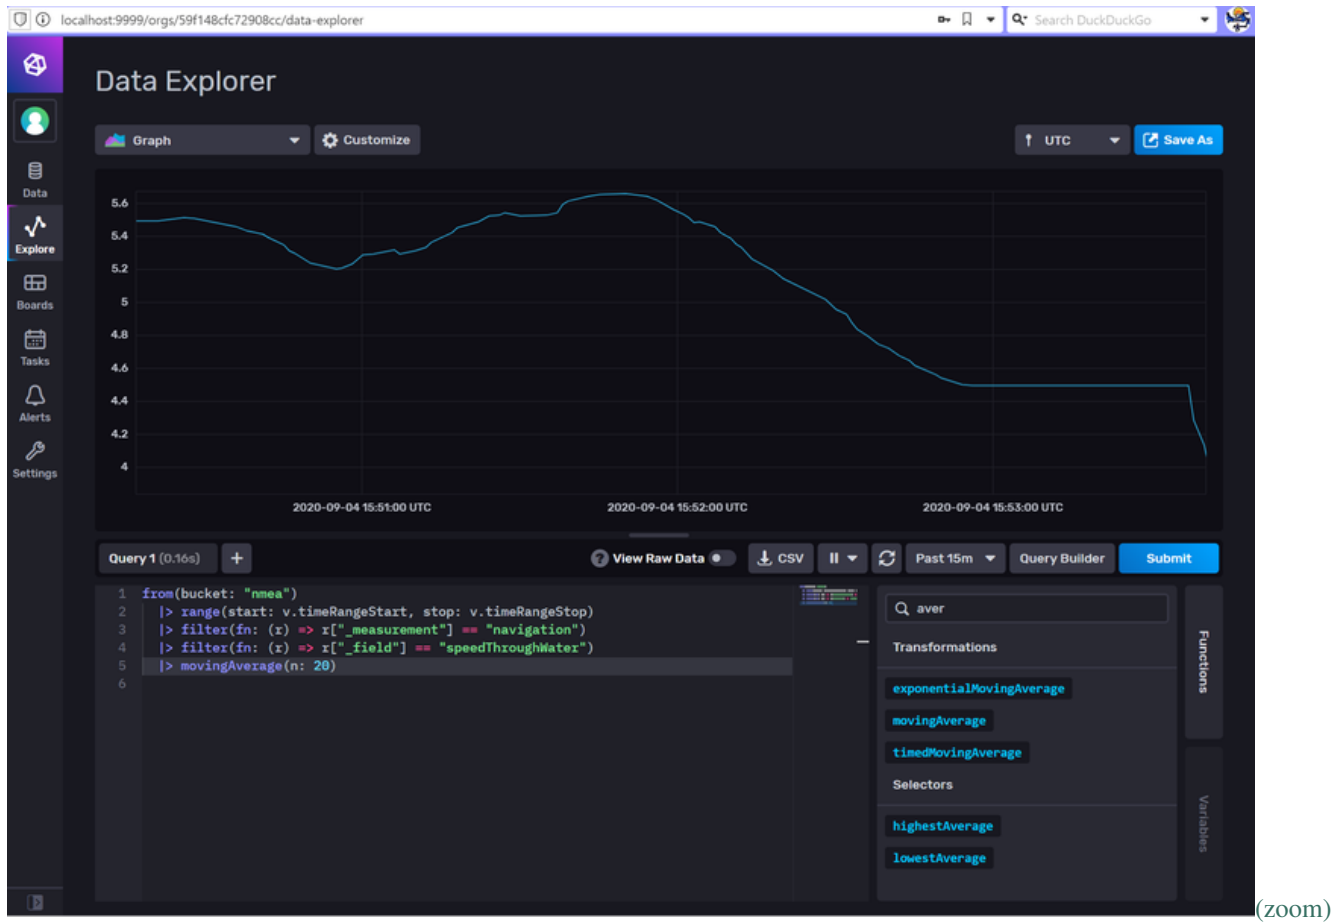 localhost:9999/orgs/59f148cfc72908cc/data-explorer
Search DuckDuckGo
Data Explorer
Graph
Customize
UTC
Save As
Data
Explore
Boards
Tasks
Alerts
Settings
5.6
5.4
5.2
5
4.8
4.6
4.4
4.2
4
2020-09-04 15:51:00 UTC
2020-09-04 15:52:00 UTC
2020-09-04 15:53:00 UTC
Query 1 (0.16s)
+
? View Raw Data
CSV
Past 15m
Query Builder
Submit
1 from(bucket: "nmea")
2   |> range(start: v.timeRangeStart, stop: v.timeRangeStop)
3   |> filter(fn: (r) => r["_measurement"] == "navigation")
4   |> filter(fn: (r) => r["_field"] == "speedThroughWater")
5   |> movingAverage(n: 20)
6
aver
Transformations
exponentialMovingAverage
movingAverage
timedMovingAverage
Selectors
highestAverage
lowestAverage
Functions
Variables
(zoom)